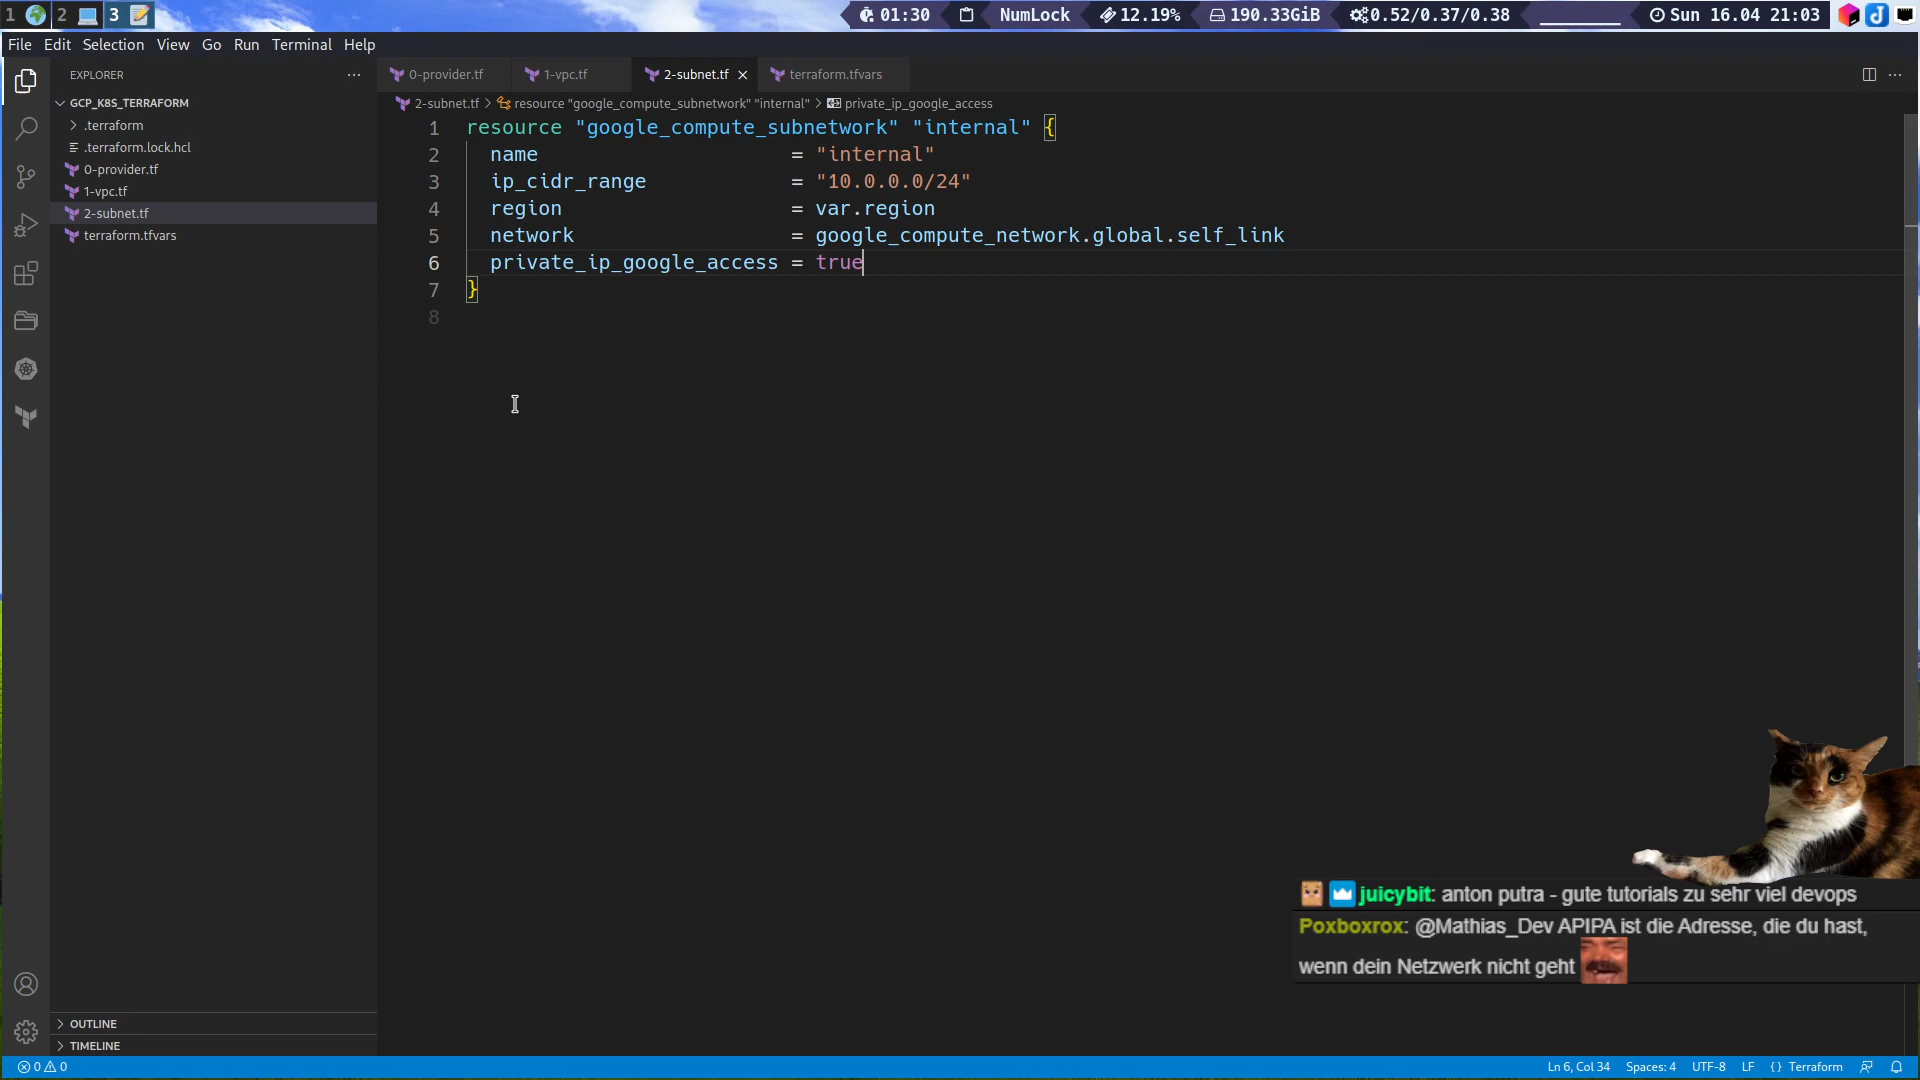 1 2 3 01:30 NumLock 12.19% 190.33GiB 0.52/0.37/0.38 Sun 16.04 21:03
File Edit Selection View Go Run Terminal Help
EXPLORER
GCP_K8S_TERRAFORM
.terraform
.terraform.lock.hcl
0-provider.tf
1-vpc.tf
2-subnet.tf
terraform.tfvars
OUTLINE
TIMELINE
0-provider.tf 1-vpc.tf 2-subnet.tf terraform.tfvars
2-subnet.tf > resource "google_compute_subnetwork" "internal" > private_ip_google_access
1 resource "google_compute_subnetwork" "internal" {
2 name = "internal"
3 ip_cidr_range = "10.0.0.0/24"
4 region = var.region
5 network = google_compute_network.global.self_link
6 private_ip_google_access = true
7 }
8
juicybit: anton putra - gute tutorials zu sehr viel devops
Poxboxrox: @Mathias_Dev APIPA ist die Adresse, die du hast,
wenn dein Netzwerk nicht geht
0 0 Ln 6, Col 34 Spaces: 4 UTF-8 LF {} Terraform